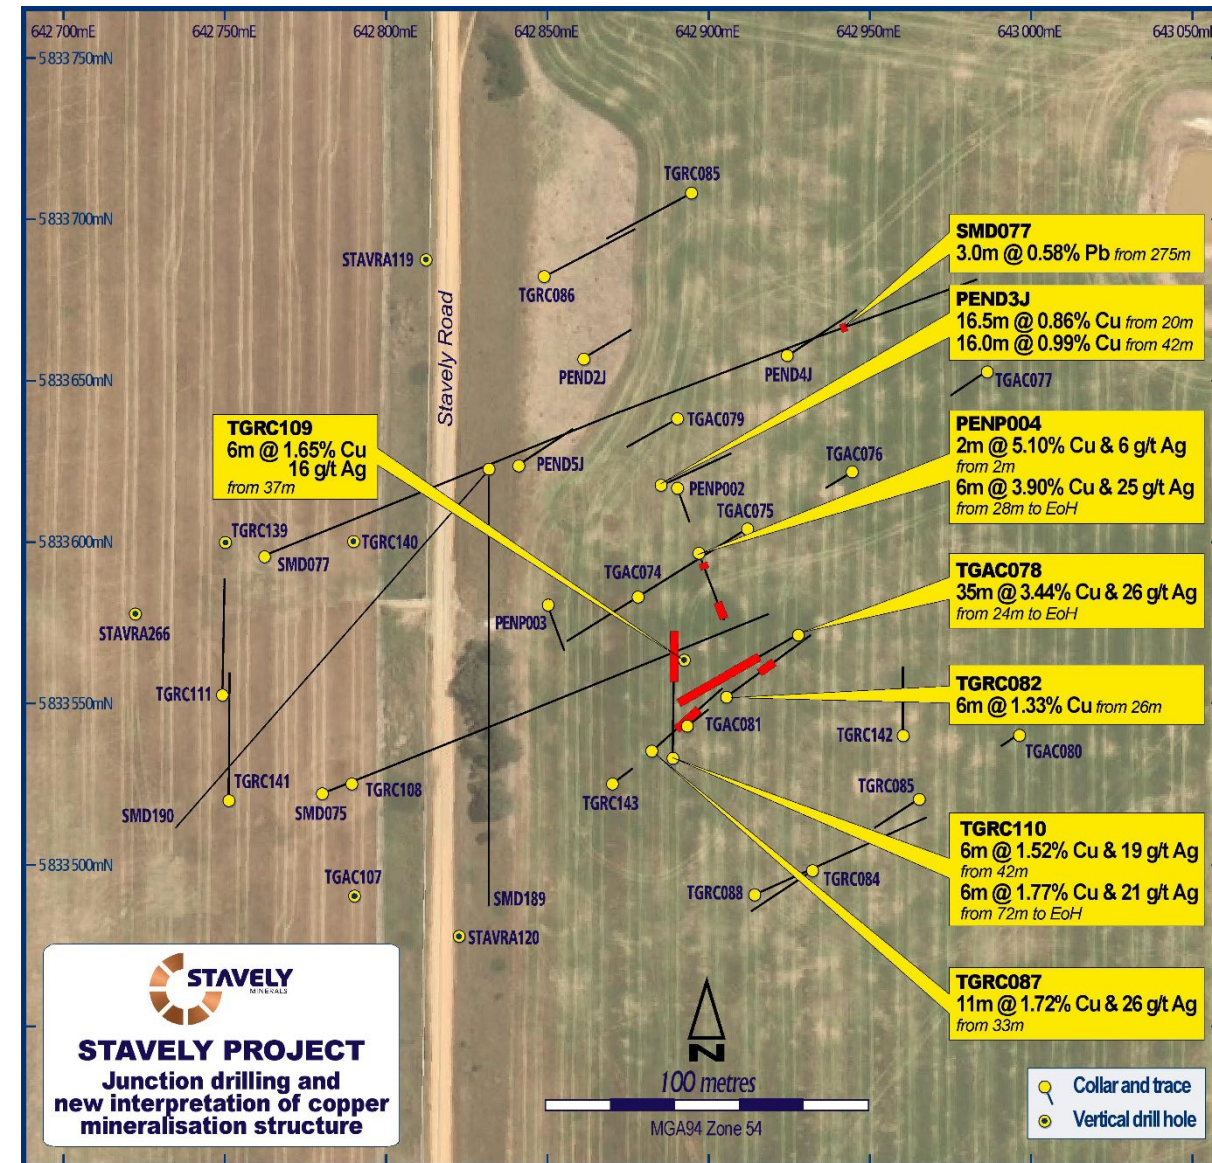 642 700mE
642 750mE
642 800mE
642 850mE
642 900mE
642 950mE
643 000mE
643 050m
5 833 750mN
5 833 700mN
5 833 650mN
5 833 600mN
5 833 550mN
5 833 500mN
TGRC085
STAVRA119
TGRC086
Stavely Road
PEND2J
PEND4J
TGAC077
TGAC079
PEND5J
TGAC076
PENP002
TGAC075
TGRC139
SMD077
TGRC140
TGAC074
PENP003
STAVRA266
TGRC111
TGAC081
TGRC142
TGAC080
TGRC141
SMD190
SMD075
TGRC108
TGRC143
TGRC085
TGRC084
TGRC088
TGAC107
SMD189
STAVRA120
SMD077
3.0m @ 0.58% Pb from 275m
PEND3J
16.5m @ 0.86% Cu from 20m
16.0m @ 0.99% Cu from 42m
PENP004
2m @ 5.10% Cu & 6 g/t Ag
from 2m
6m @ 3.90% Cu & 25 g/t Ag
from 28m to EoH
TGRC109
6m @ 1.65% Cu
16 g/t Ag
from 37m
TGAC078
35m @ 3.44% Cu & 26 g/t Ag
from 24m to EoH
TGRC082
6m @ 1.33% Cu from 26m
TGRC110
6m @ 1.52% Cu & 19 g/t Ag
from 42m
6m @ 1.77% Cu & 21 g/t Ag
from 72m to EoH
TGRC087
11m @ 1.72% Cu & 26 g/t Ag
from 33m
STAVELY
MINERALS
STAVELY PROJECT
Junction drilling and
new interpretation of copper
mineralisation structure
N
100 metres
MGA94 Zone 54
Collar and trace
Vertical drill hole